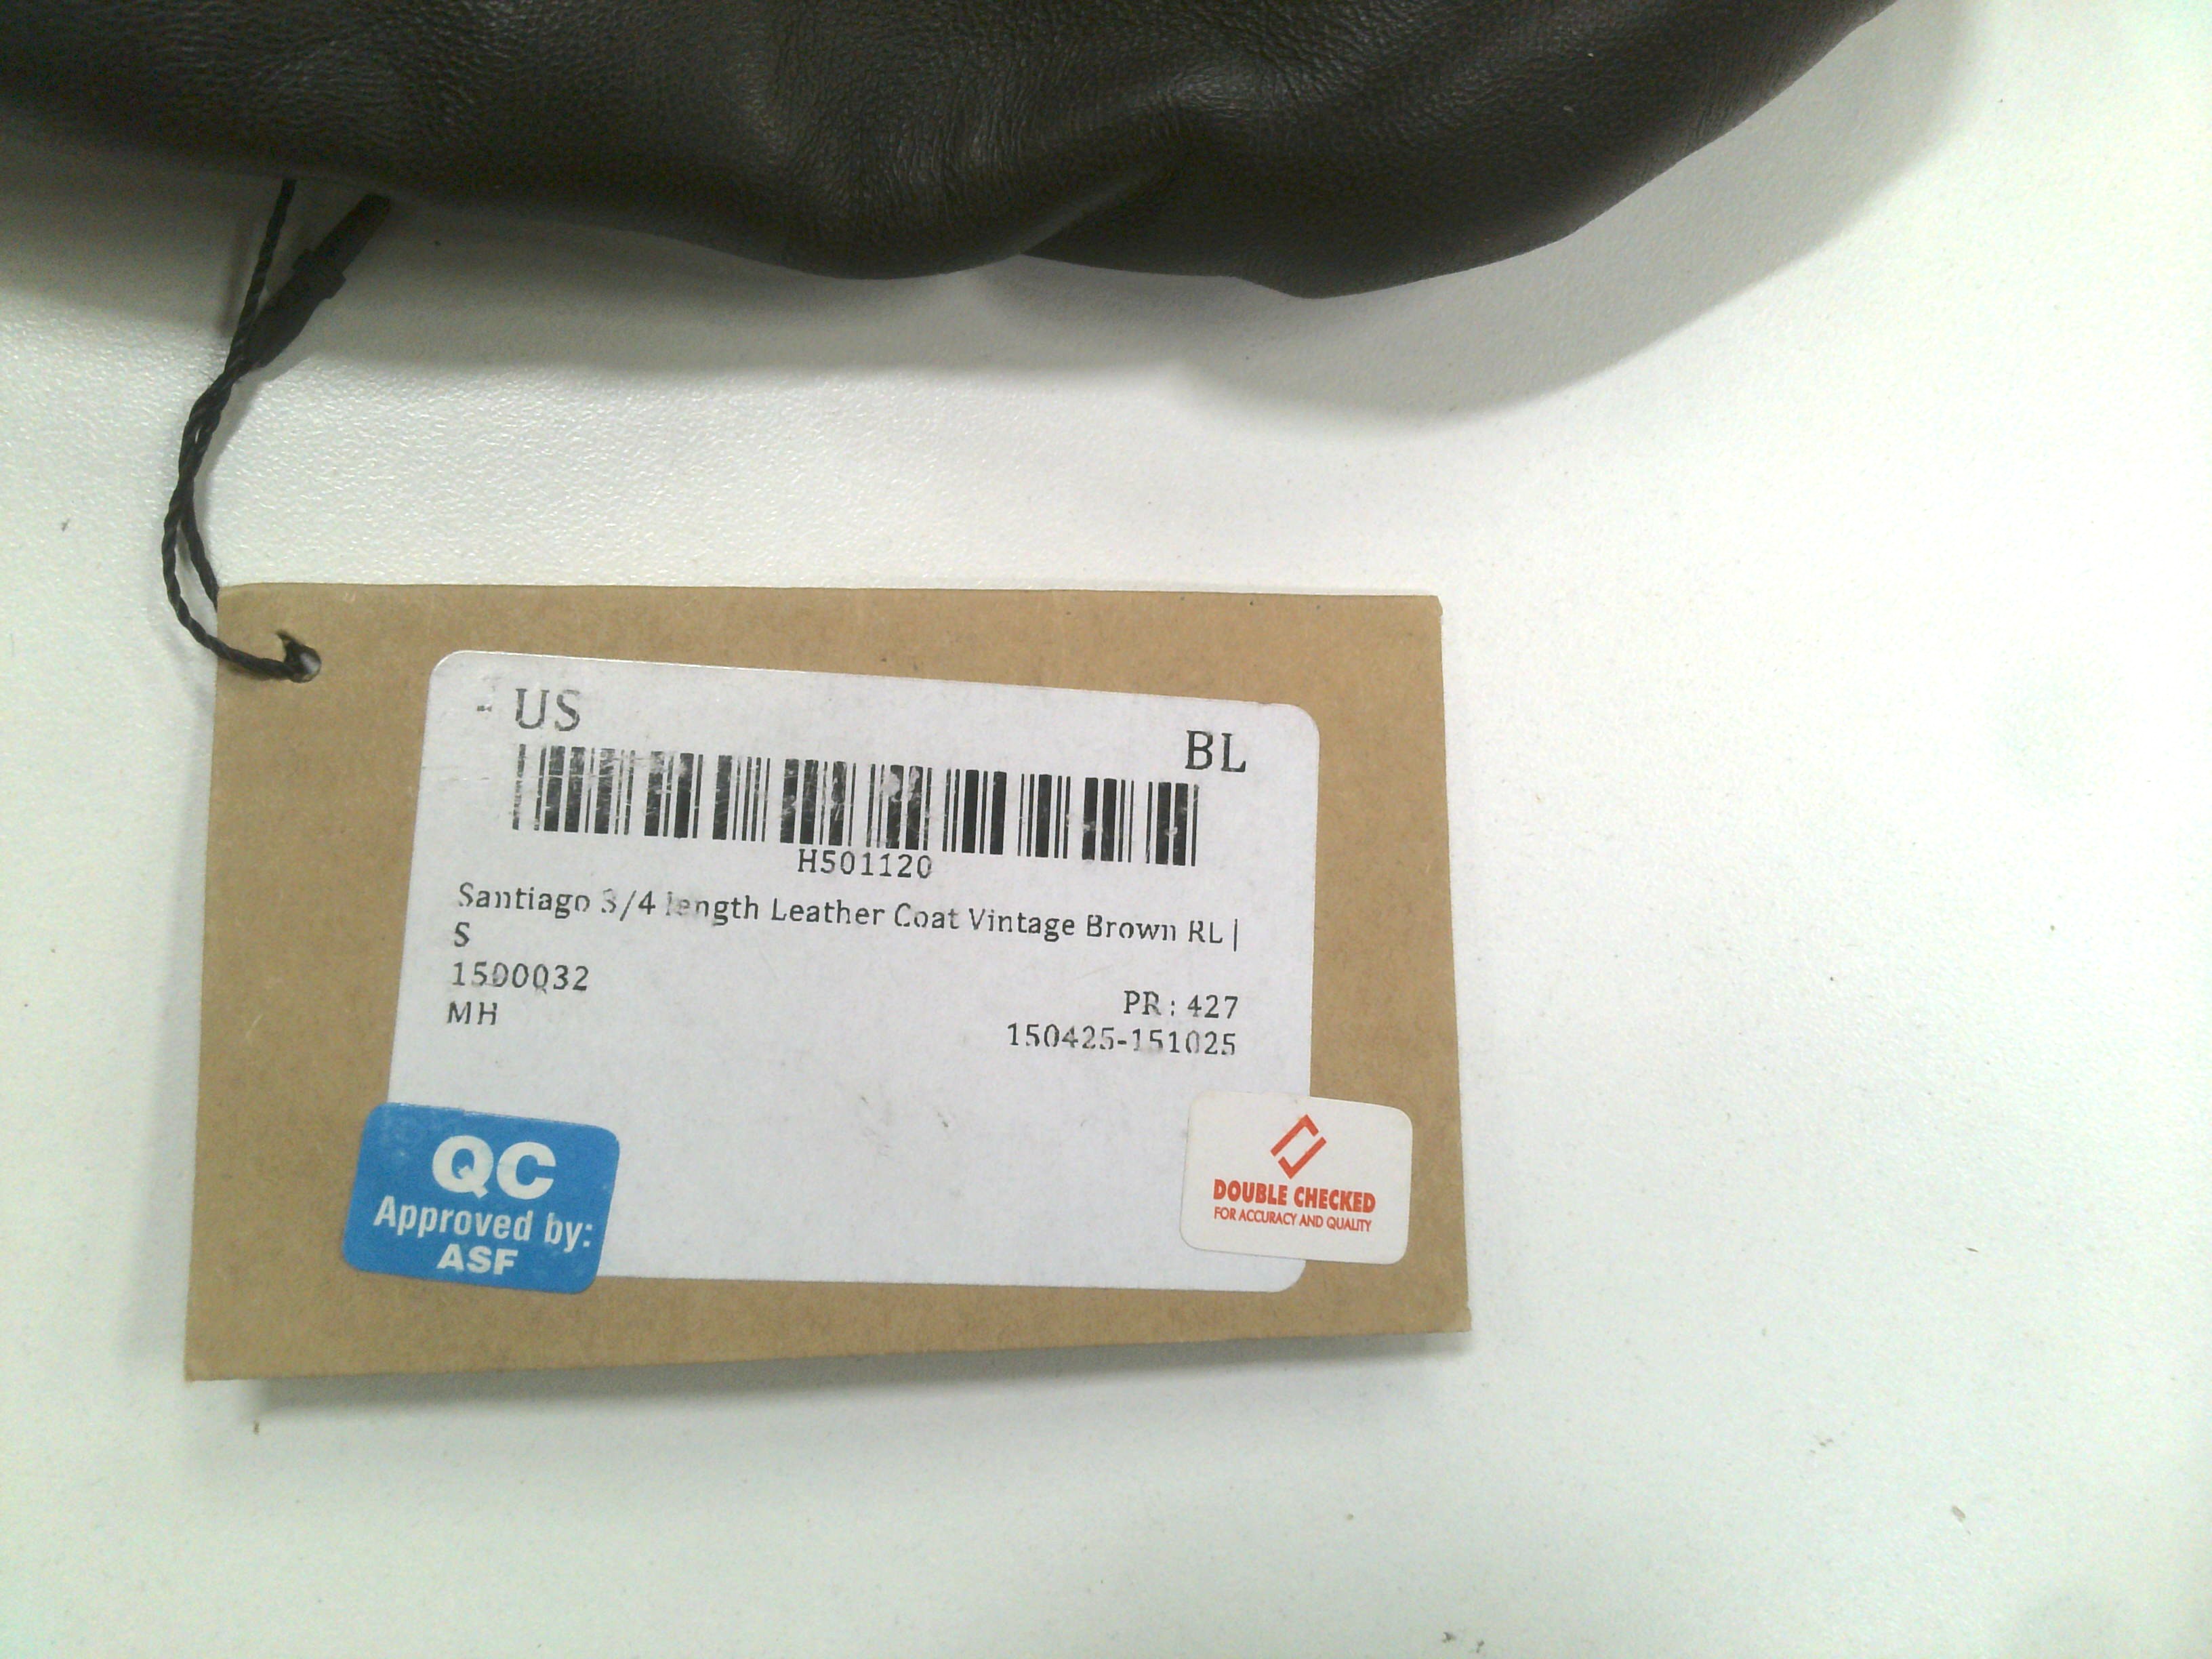 US
BL
H501120
Santiago 3/4 length Leather Coat Vintage Brown RL |
S
1500032
PR : 427
MH
150425-151025
QC
Approved by:
ASF
DOUBLE CHECKED
FOR ACCURACY AND QUALITY